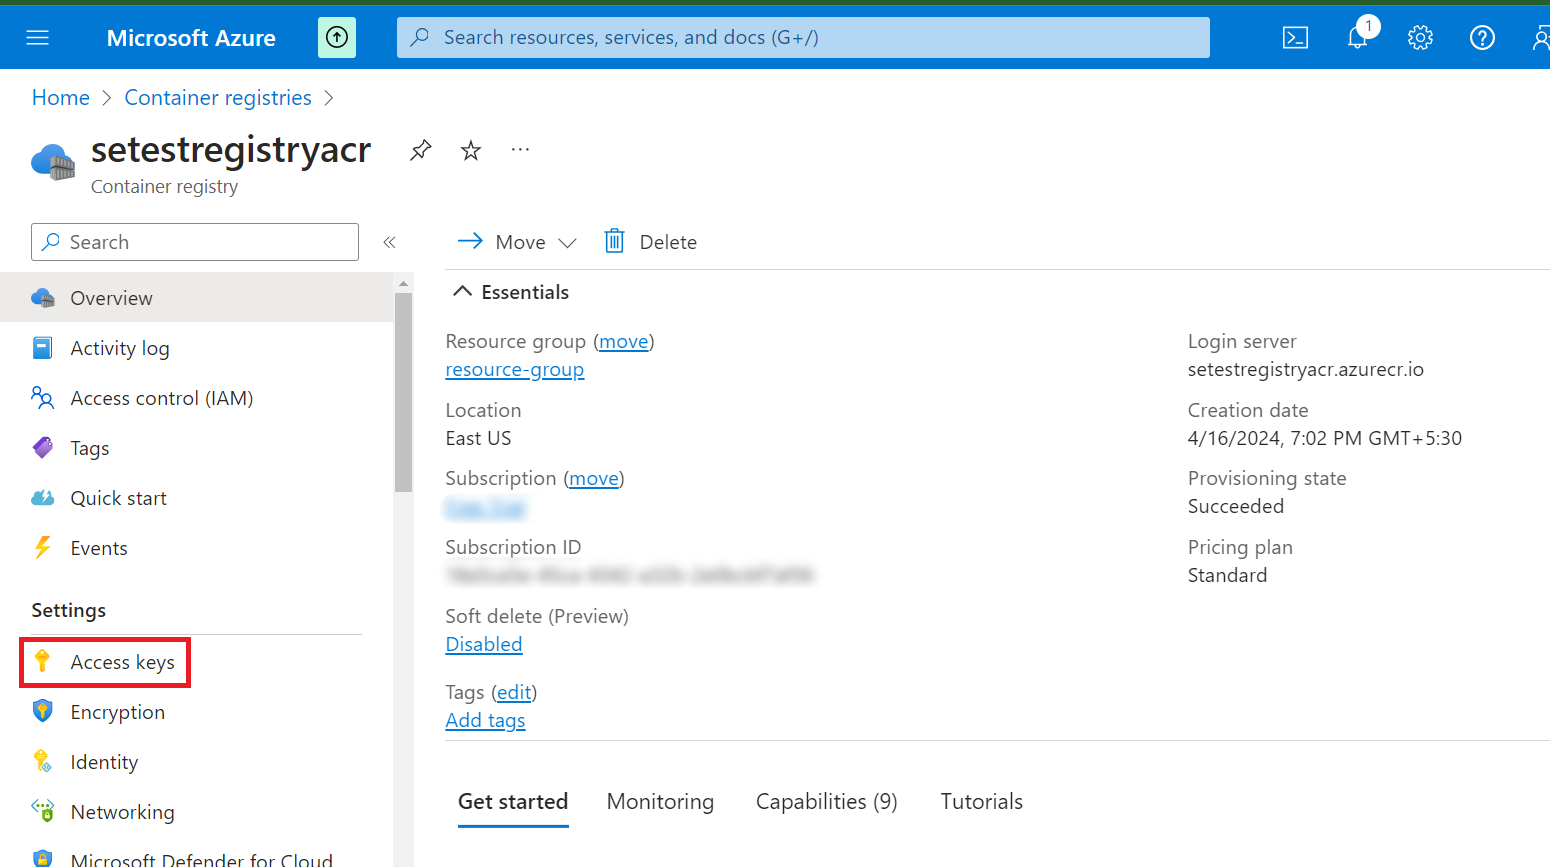 Microsoft Azure
Search resources, services, and docs (G+/)
1
Home > Container registries >
setestregistryacr
...
Container registry
Search
«
Move
Delete
Overview
Activity log
Access control (IAM)
Tags
Quick start
Events
Settings
Access keys
Encryption
Identity
Networking
Microsoft Defender for Cloud
Essentials
Resource group (move)
resource-group
Location
East US
Subscription (move)
Subscription ID
Soft delete (Preview)
Disabled
Tags (edit)
Add tags
Login server
setestregistryacr.azurecr.io
Creation date
4/16/2024, 7:02 PM GMT+5:30
Provisioning state
Succeeded
Pricing plan
Standard
Get started
Monitoring
Capabilities (9)
Tutorials